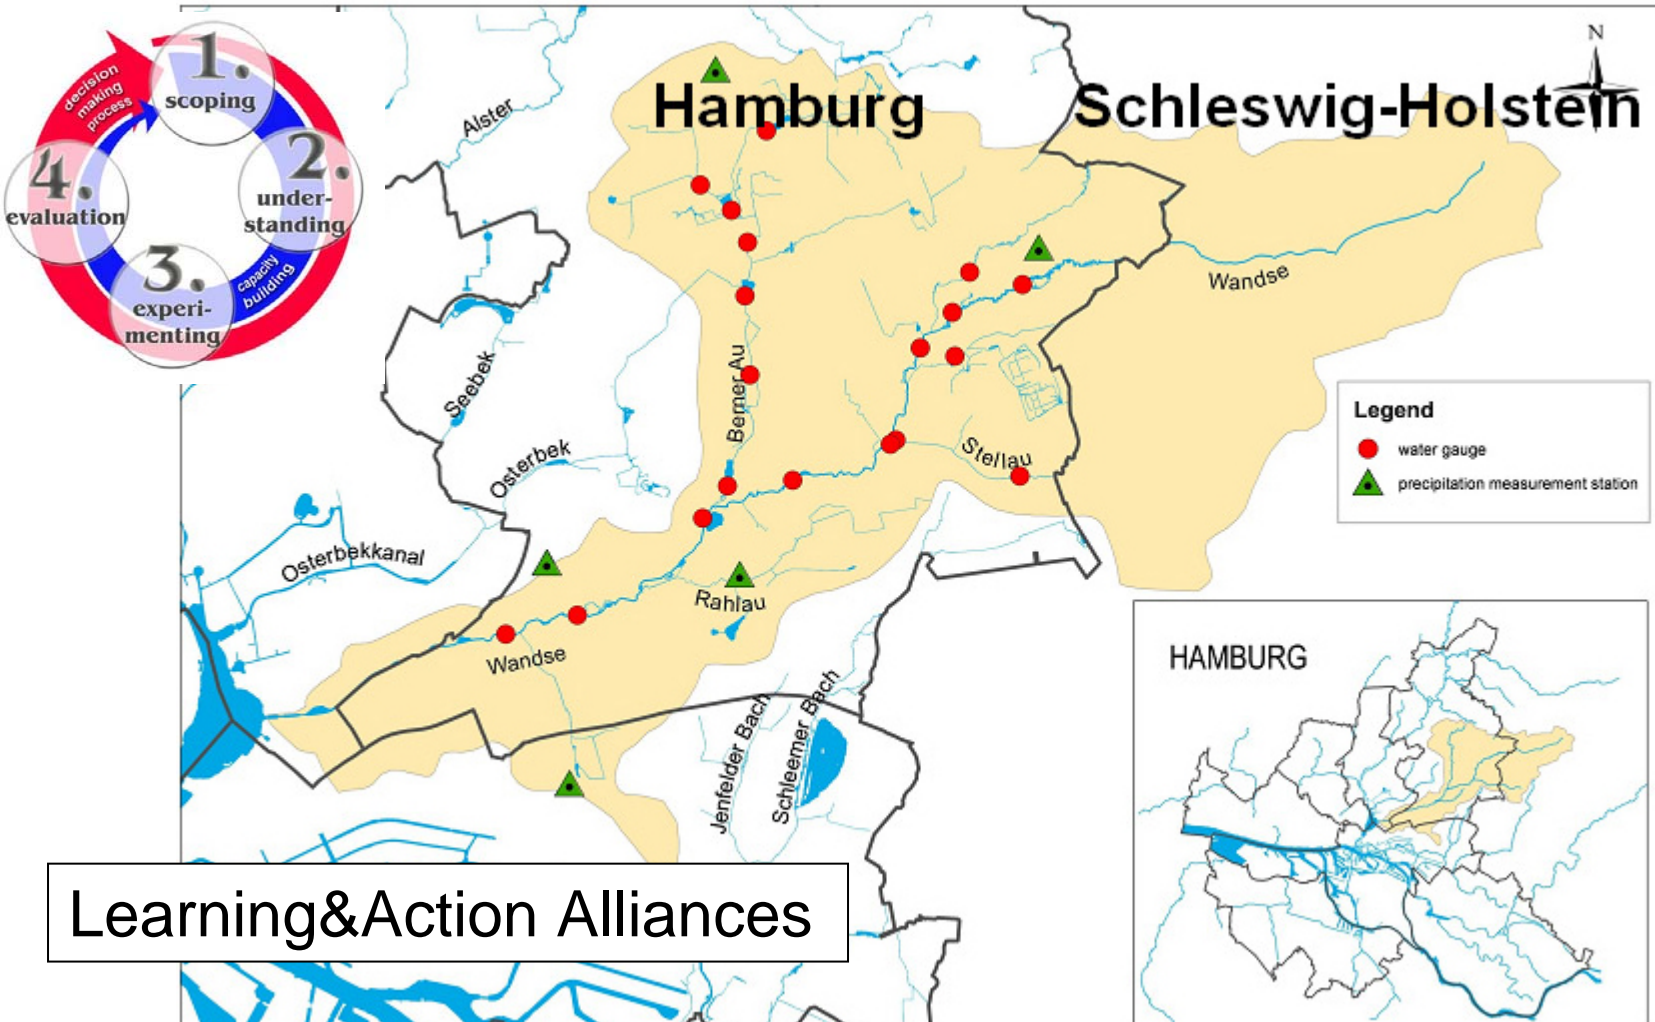 1.
scoping
2.
under-
standing
3.
experi-
menting
4.
evaluation
decision
making
process
capacity
building
Hamburg
Schleswig-Holstein
N
Alster
Seebek
Osterbek
Osterbekkanal
Berner Au
Wandse
Stellau
Rahlau
Wandse
Jenfelder Bach
Schleemer Bach
Legend
water gauge
precipitation measurement station
HAMBURG
Learning&Action Alliances